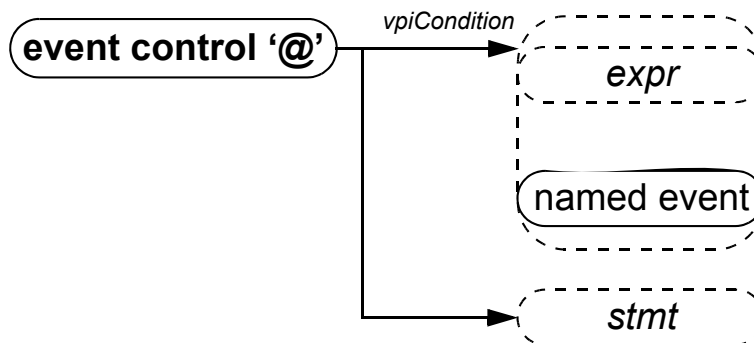 vpiCondition
event control ‘@’
expr
named event
stmt